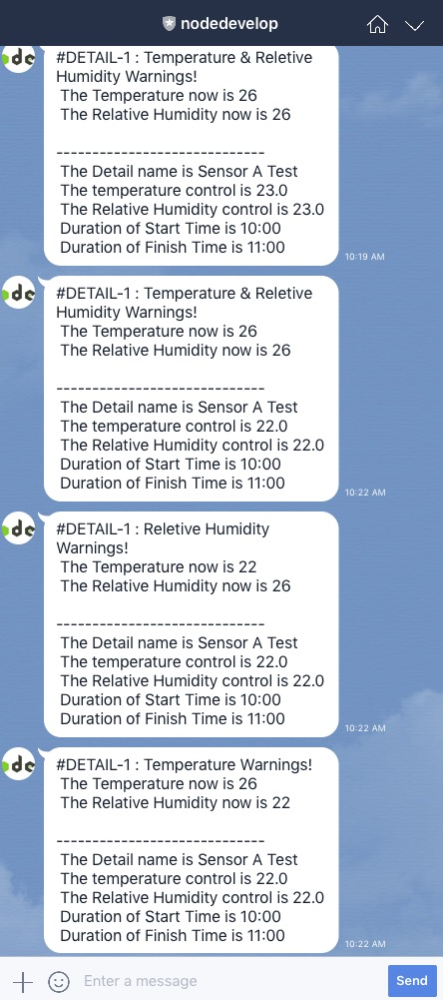 nodedevelop
#DETAIL-1 : Temperature & Reletive
Humidity Warnings!
The Temperature now is 26
The Relative Humidity now is 26
-----------------------------
The Detail name is Sensor A Test
The temperature control is 23.0
The Relative Humidity control is 23.0
Duration of Start Time is 10:00
Duration of Finish Time is 11:00
10:19 AM
#DETAIL-1 : Temperature & Reletive
Humidity Warnings!
The Temperature now is 26
The Relative Humidity now is 26
-----------------------------
The Detail name is Sensor A Test
The temperature control is 22.0
The Relative Humidity control is 22.0
Duration of Start Time is 10:00
Duration of Finish Time is 11:00
10:22 AM
#DETAIL-1 : Reletive Humidity
Warnings!
The Temperature now is 22
The Relative Humidity now is 26
-----------------------------
The Detail name is Sensor A Test
The temperature control is 22.0
The Relative Humidity control is 22.0
Duration of Start Time is 10:00
Duration of Finish Time is 11:00
10:22 AM
#DETAIL-1 : Temperature Warnings!
The Temperature now is 26
The Relative Humidity now is 22
-----------------------------
The Detail name is Sensor A Test
The temperature control is 22.0
The Relative Humidity control is 22.0
Duration of Start Time is 10:00
Duration of Finish Time is 11:00
10:22 AM
Enter a message
Send